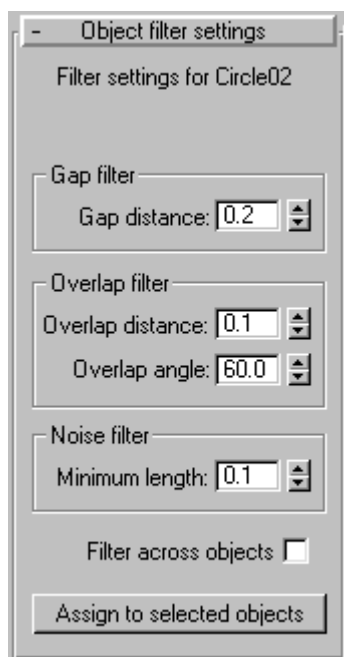 - Object filter settings
Filter settings for Circle02
Gap filter
Gap distance: 0.2
Overlap filter
Overlap distance: 0.1
Overlap angle: 60.0
Noise filter
Minimum length: 0.1
Filter across objects
Assign to selected objects